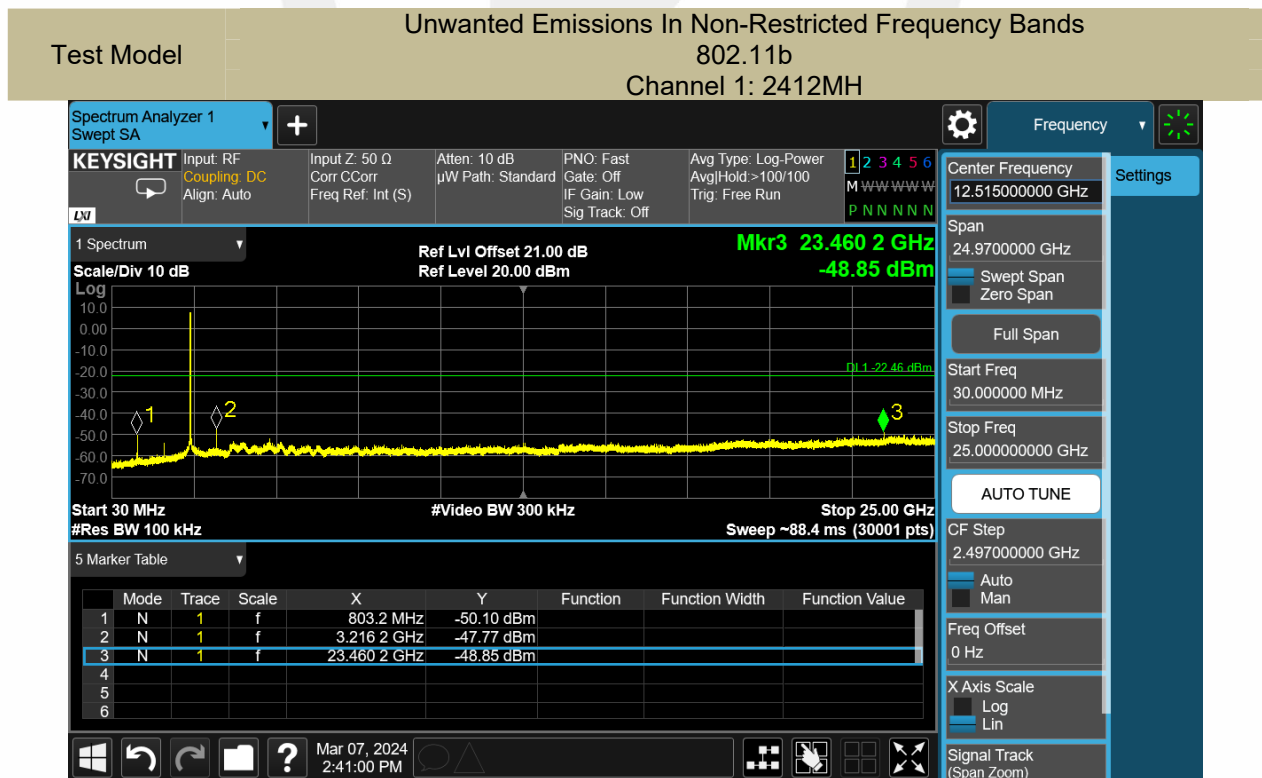 Unwanted Emissions In Non-Restricted Frequency Bands
Test Model
802.11b
Channel 1: 2412MH
Spectrum Analyzer 1
Swept SA
Frequency
KEYSIGHT
LXI
Input: RF
Coupling: DC
Align: Auto
Input Z: 50 Ω
Corr CCorr
Freq Ref: Int (S)
Atten: 10 dB
µW Path: Standard
PNO: Fast
Gate: Off
IF Gain: Low
Sig Track: Off
Avg Type: Log-Power
Avg|Hold:>100/100
Trig: Free Run
1 2 3 4 5 6
M W W W W W
P N N N N N
1 Spectrum
Scale/Div 10 dB
Ref Lvl Offset 21.00 dB
Ref Level 20.00 dBm
Mkr3 23.460 2 GHz
-48.85 dBm
Log
10.0
0.00
-10.0
-20.0
-30.0
-40.0
-50.0
-60.0
-70.0
DL1 -22.46 dBm
1
2
3
Start 30 MHz
#Video BW 300 kHz
Stop 25.00 GHz
#Res BW 100 kHz
Sweep ~88.4 ms (30001 pts)
5 Marker Table
Mode Trace Scale X Y Function Function Width Function Value
1 N 1 f 803.2 MHz -50.10 dBm
2 N 1 f 3.216 2 GHz -47.77 dBm
3 N 1 f 23.460 2 GHz -48.85 dBm
4
5
6
Mar 07, 2024
2:41:00 PM
Center Frequency
12.515000000 GHz
Settings
Span
24.9700000 GHz
Swept Span
Zero Span
Full Span
Start Freq
30.000000 MHz
Stop Freq
25.000000000 GHz
AUTO TUNE
CF Step
2.497000000 GHz
Auto
Man
Freq Offset
0 Hz
X Axis Scale
Log
Lin
Signal Track
(Span Zoom)